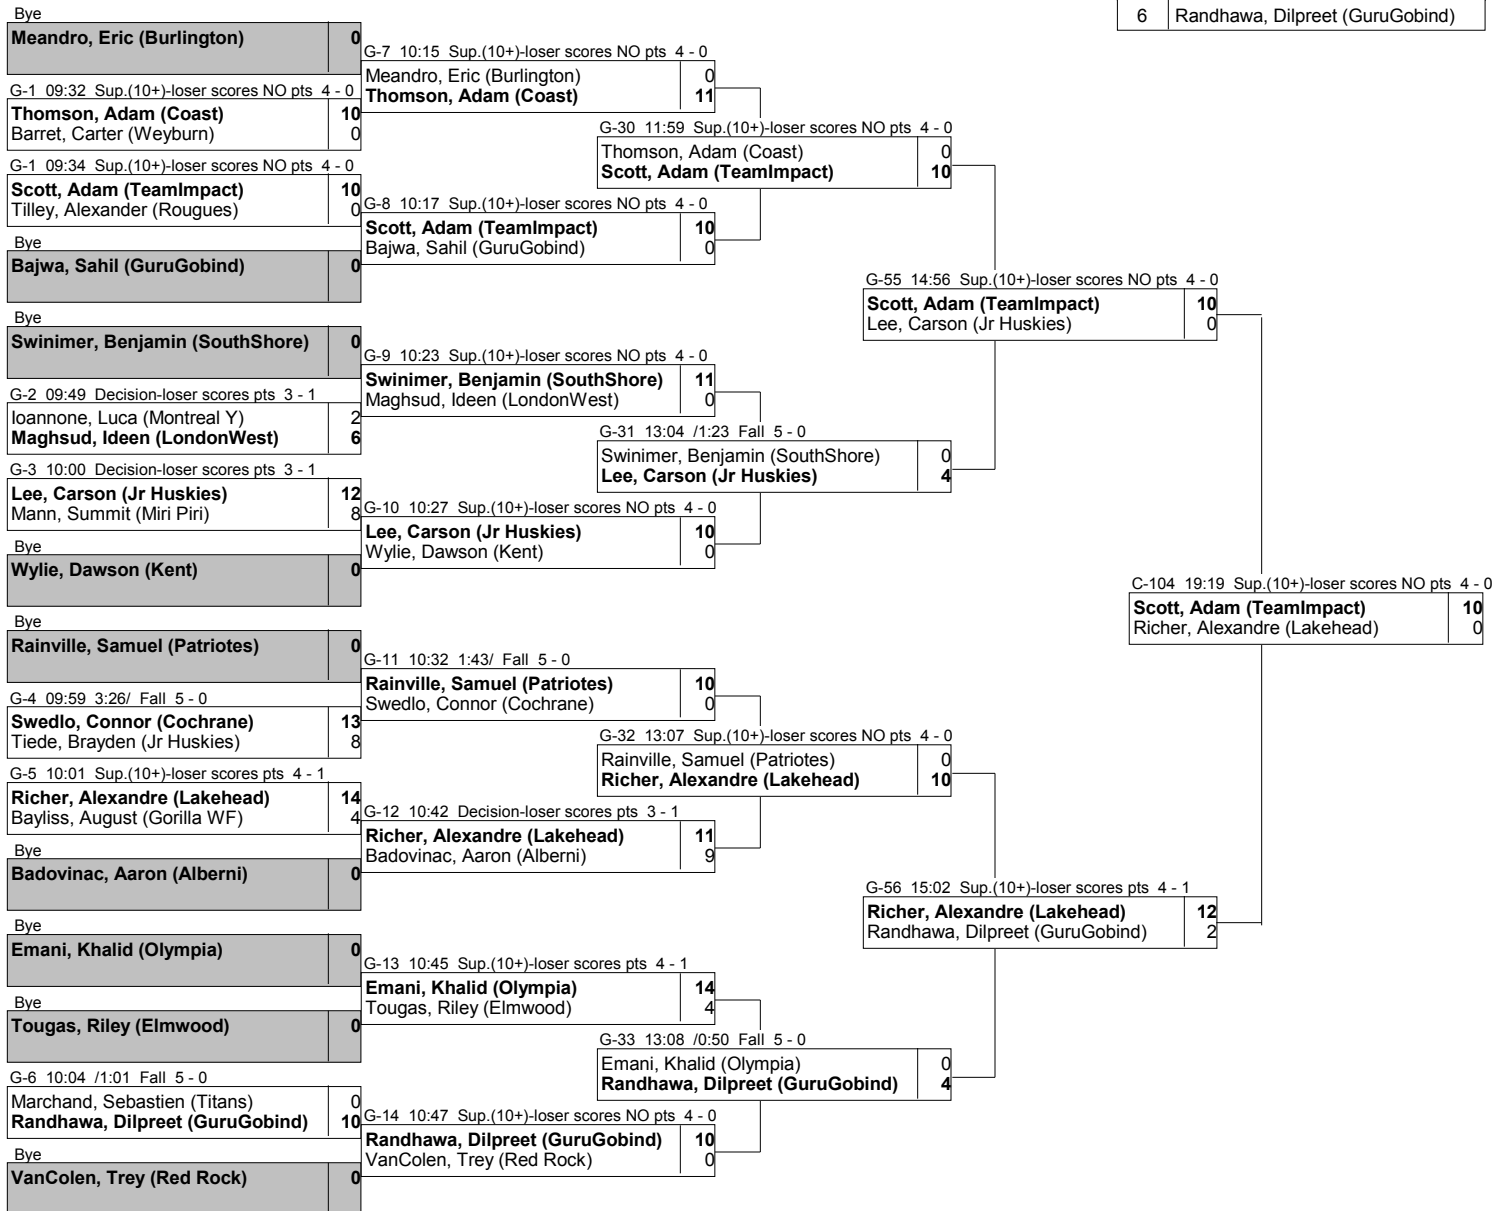 6 Randhawa, Dilpreet (GuruGobind)
Bye
Meandro, Eric (Burlington) 0
G-1 09:32 Sup.(10+)-loser scores NO pts 4 - 0
Thomson, Adam (Coast) 10
Barret, Carter (Weyburn) 0
G-1 09:34 Sup.(10+)-loser scores NO pts 4 - 0
Scott, Adam (TeamImpact) 10
Tilley, Alexander (Rougues) 0
Bye
Bajwa, Sahil (GuruGobind) 0
Bye
Swinimer, Benjamin (SouthShore) 0
G-2 09:49 Decision-loser scores pts 3 - 1
Ioannone, Luca (Montreal Y) 2
Maghsud, Ideen (LondonWest) 6
G-3 10:00 Decision-loser scores pts 3 - 1
Lee, Carson (Jr Huskies) 12
Mann, Summit (Miri Piri) 8
Bye
Wylie, Dawson (Kent) 0
Bye
Rainville, Samuel (Patriotes) 0
G-4 09:59 3:26/ Fall 5 - 0
Swedlo, Connor (Cochrane) 13
Tiede, Brayden (Jr Huskies) 8
G-5 10:01 Sup.(10+)-loser scores pts 4 - 1
Richer, Alexandre (Lakehead) 14
Bayliss, August (Gorilla WF) 4
Bye
Badovinac, Aaron (Alberni) 0
Bye
Emani, Khalid (Olympia) 0
Bye
Tougas, Riley (Elmwood) 0
G-6 10:04 /1:01 Fall 5 - 0
Marchand, Sebastien (Titans) 0
Randhawa, Dilpreet (GuruGobind) 10
Bye
VanColen, Trey (Red Rock) 0
G-7 10:15 Sup.(10+)-loser scores NO pts 4 - 0
Meandro, Eric (Burlington) 0
Thomson, Adam (Coast) 11
G-8 10:17 Sup.(10+)-loser scores NO pts 4 - 0
Scott, Adam (TeamImpact) 10
Bajwa, Sahil (GuruGobind) 0
G-9 10:23 Sup.(10+)-loser scores NO pts 4 - 0
Swinimer, Benjamin (SouthShore) 11
Maghsud, Ideen (LondonWest) 0
G-10 10:27 Sup.(10+)-loser scores NO pts 4 - 0
Lee, Carson (Jr Huskies) 10
Wylie, Dawson (Kent) 0
G-11 10:32 1:43/ Fall 5 - 0
Rainville, Samuel (Patriotes) 10
Swedlo, Connor (Cochrane) 0
G-12 10:42 Decision-loser scores pts 3 - 1
Richer, Alexandre (Lakehead) 11
Badovinac, Aaron (Alberni) 9
G-13 10:45 Sup.(10+)-loser scores pts 4 - 1
Emani, Khalid (Olympia) 14
Tougas, Riley (Elmwood) 4
G-14 10:47 Sup.(10+)-loser scores NO pts 4 - 0
Randhawa, Dilpreet (GuruGobind) 10
VanColen, Trey (Red Rock) 0
G-30 11:59 Sup.(10+)-loser scores NO pts 4 - 0
Thomson, Adam (Coast) 0
Scott, Adam (TeamImpact) 10
G-31 13:04 /1:23 Fall 5 - 0
Swinimer, Benjamin (SouthShore) 0
Lee, Carson (Jr Huskies) 4
G-32 13:07 Sup.(10+)-loser scores NO pts 4 - 0
Rainville, Samuel (Patriotes) 0
Richer, Alexandre (Lakehead) 10
G-33 13:08 /0:50 Fall 5 - 0
Emani, Khalid (Olympia) 0
Randhawa, Dilpreet (GuruGobind) 4
G-55 14:56 Sup.(10+)-loser scores NO pts 4 - 0
Scott, Adam (TeamImpact) 10
Lee, Carson (Jr Huskies) 0
G-56 15:02 Sup.(10+)-loser scores pts 4 - 1
Richer, Alexandre (Lakehead) 12
Randhawa, Dilpreet (GuruGobind) 2
C-104 19:19 Sup.(10+)-loser scores NO pts 4 - 0
Scott, Adam (TeamImpact) 10
Richer, Alexandre (Lakehead) 0